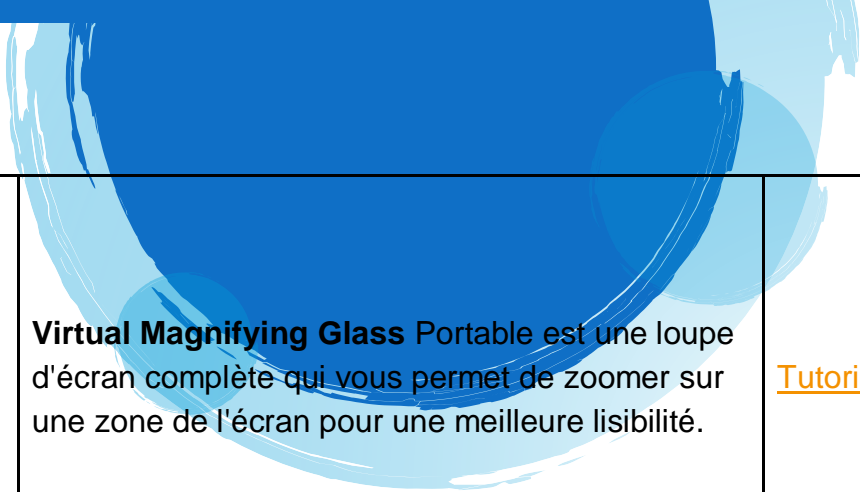 Virtual Magnifying Glass Portable est une loupe
d'écran complète qui vous permet de zoomer sur
une zone de l'écran pour une meilleure lisibilité.
Tutori